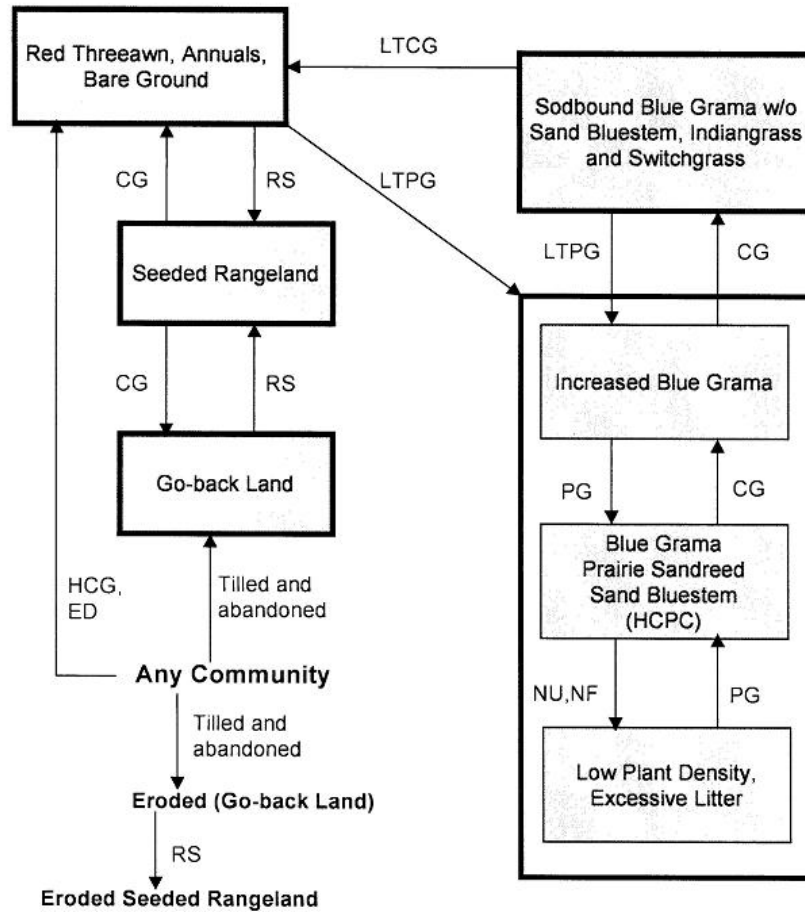 Red Threeawn, Annuals,
Bare Ground
LTCG
Sodbound Blue Grama w/o
Sand Bluestem, Indiangrass
and Switchgrass
CG
RS
LTPG
Seeded Rangeland
LTPG
CG
CG
RS
Increased Blue Grama
Go-back Land
PG
CG
HCG,
ED
Tilled and
abandoned
Blue Grama
Prairie Sandreed
Sand Bluestem
(HCPC)
Any Community
NU,NF
PG
Tilled and
abandoned
Low Plant Density,
Excessive Litter
Eroded (Go-back Land)
RS
Eroded Seeded Rangeland